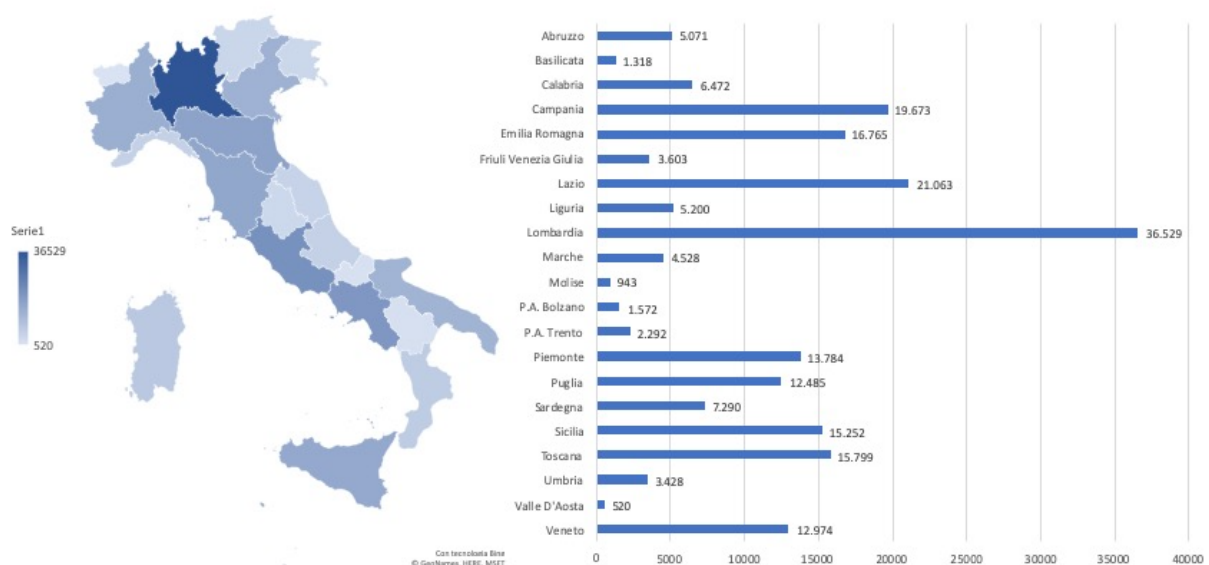 Serie1
36529
520
Con tecnologia Bing
© GeoNames, HERE, MSFT
Abruzzo 5.071
Basilicata 1.318
Calabria 6.472
Campania 19.673
Emilia Romagna 16.765
Friuli Venezia Giulia 3.603
Lazio 21.063
Liguria 5.200
Lombardia 36.529
Marche 4.528
Molise 943
P.A. Bolzano 1.572
P.A. Trento 2.292
Piemonte 13.784
Puglia 12.485
Sardegna 7.290
Sicilia 15.252
Toscana 15.799
Umbria 3.428
Valle D'Aosta 520
Veneto 12.974
0 5000 10000 15000 20000 25000 30000 35000 40000